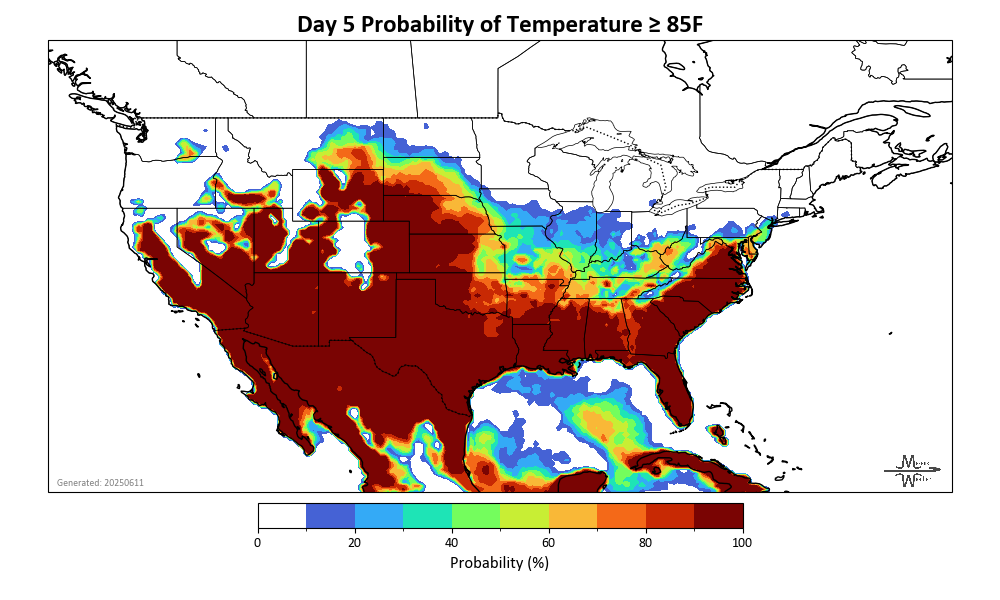 Day 5 Probability of Temperature ≥ 85F
Generated: 20250611
0 20 40 60 80 100
Probability (%)